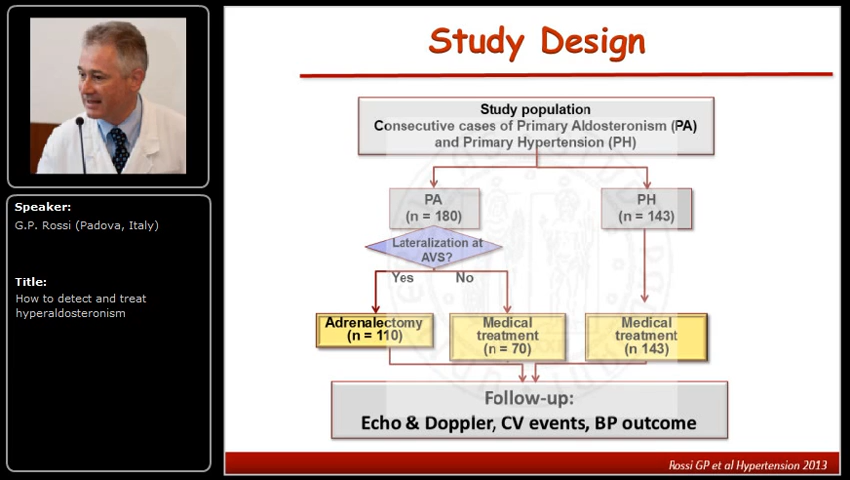 Speaker:
G.P. Rossi (Padova, Italy)
Title:
How to detect and treat
hyperaldosteronism
Study Design
Study population
Consecutive cases of Primary Aldosteronism (PA)
and Primary Hypertension (PH)
PA
(n = 180)
PH
(n = 143)
Lateralization at
AVS?
Yes
No
Adrenalectomy
(n = 110)
Medical
treatment
(n = 70)
Medical
treatment
(n 143)
Follow-up:
Echo & Doppler, CV events, BP outcome
Rossi GP et al Hypertension 2013